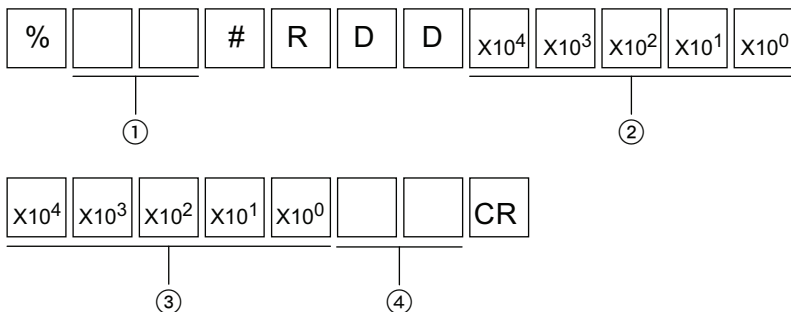 % # R D D X10⁴ X10³ X10² X10¹ X10⁰
① ②
X10⁴ X10³ X10² X10¹ X10⁰ CR
③ ④